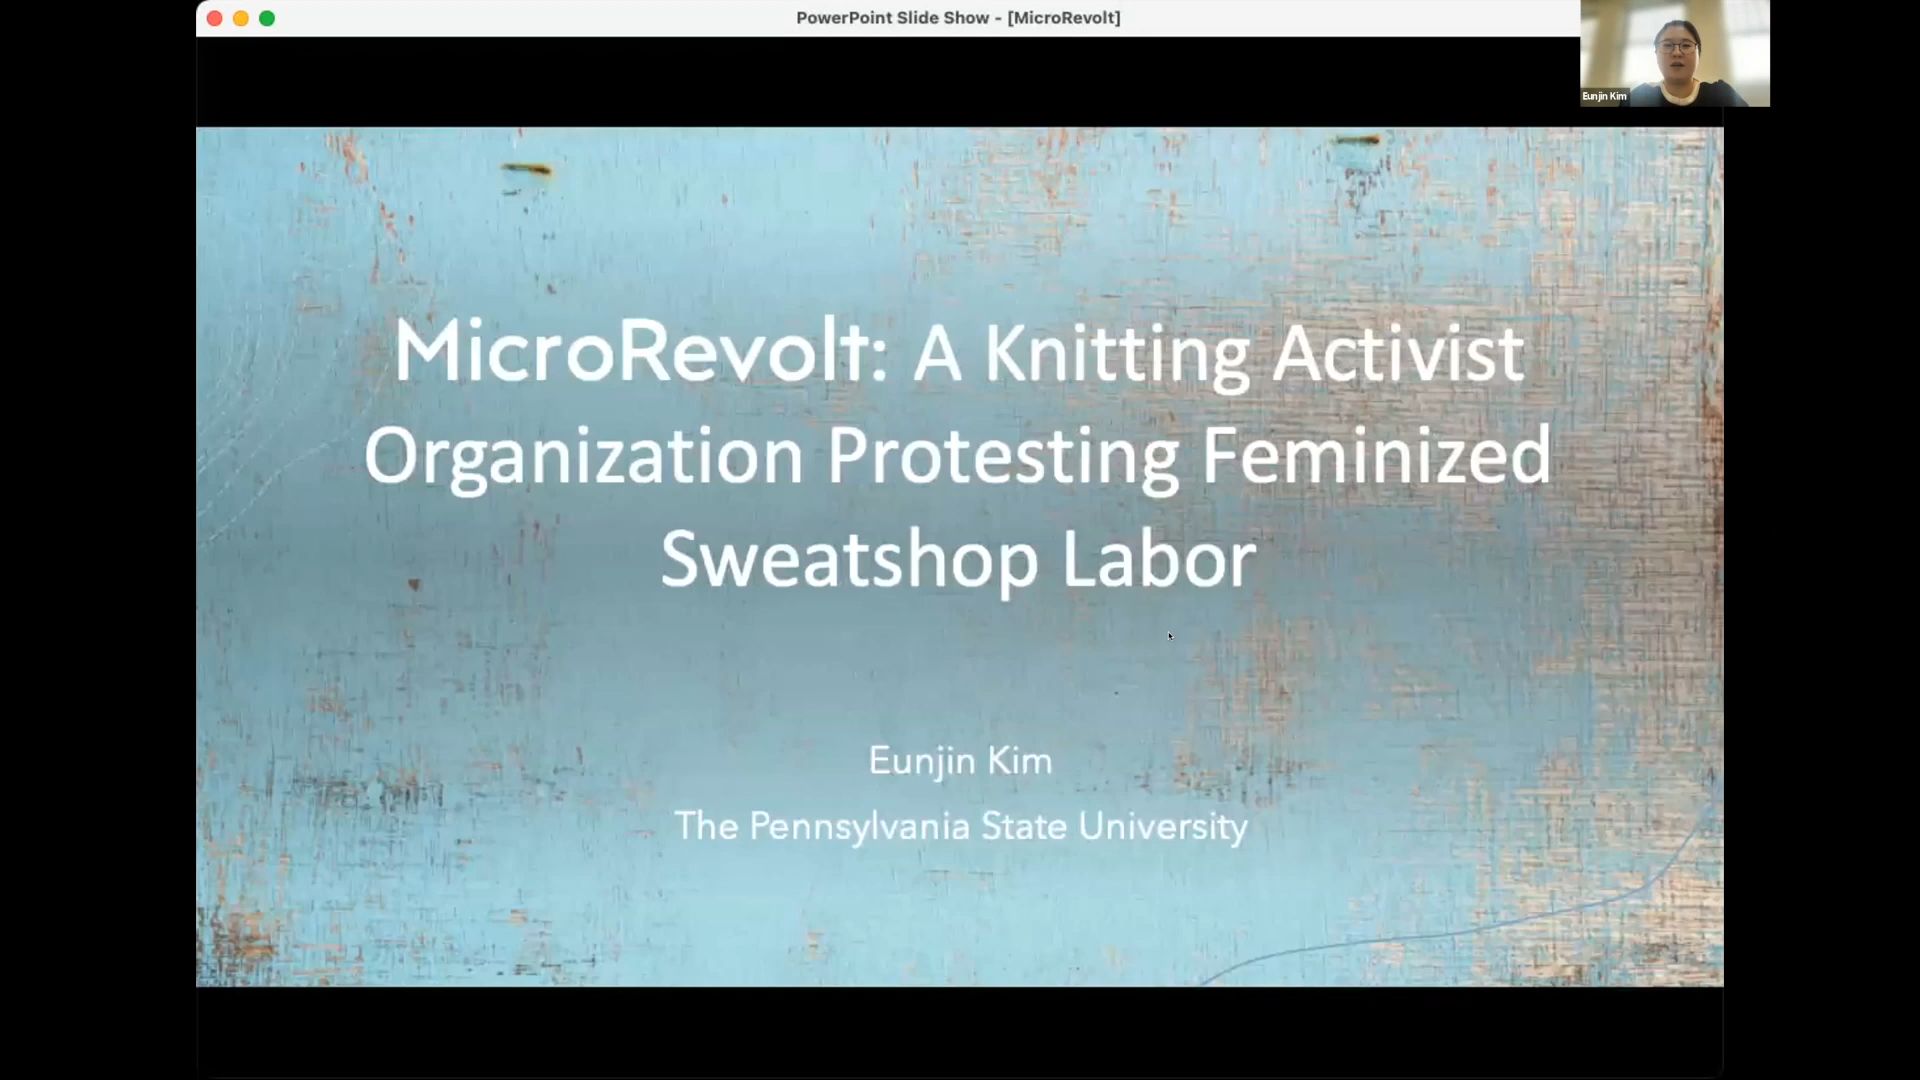 PowerPoint Slide Show - [MicroRevolt]
Eunjin Kim
MicroRevolt: A Knitting Activist
Organization Protesting Feminized
Sweatshop Labor
Eunjin Kim
The Pennsylvania State University